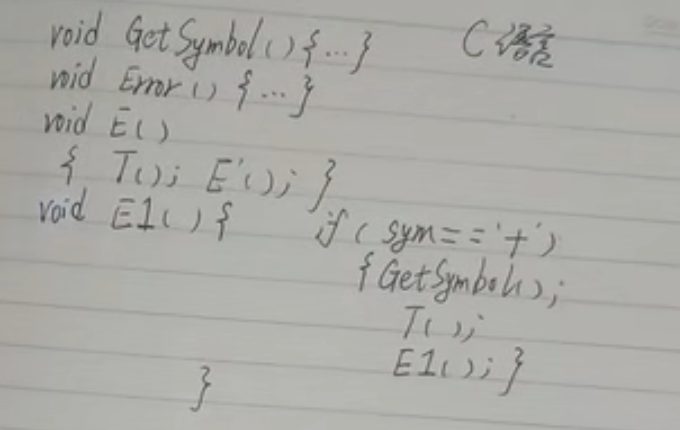 void GetSymbol(){...} C语言
void Error(){...}
void E()
{ T(); E'(); }
void E1(){ if(sym=='+')
{GetSymbol();
T();
E1();}
}